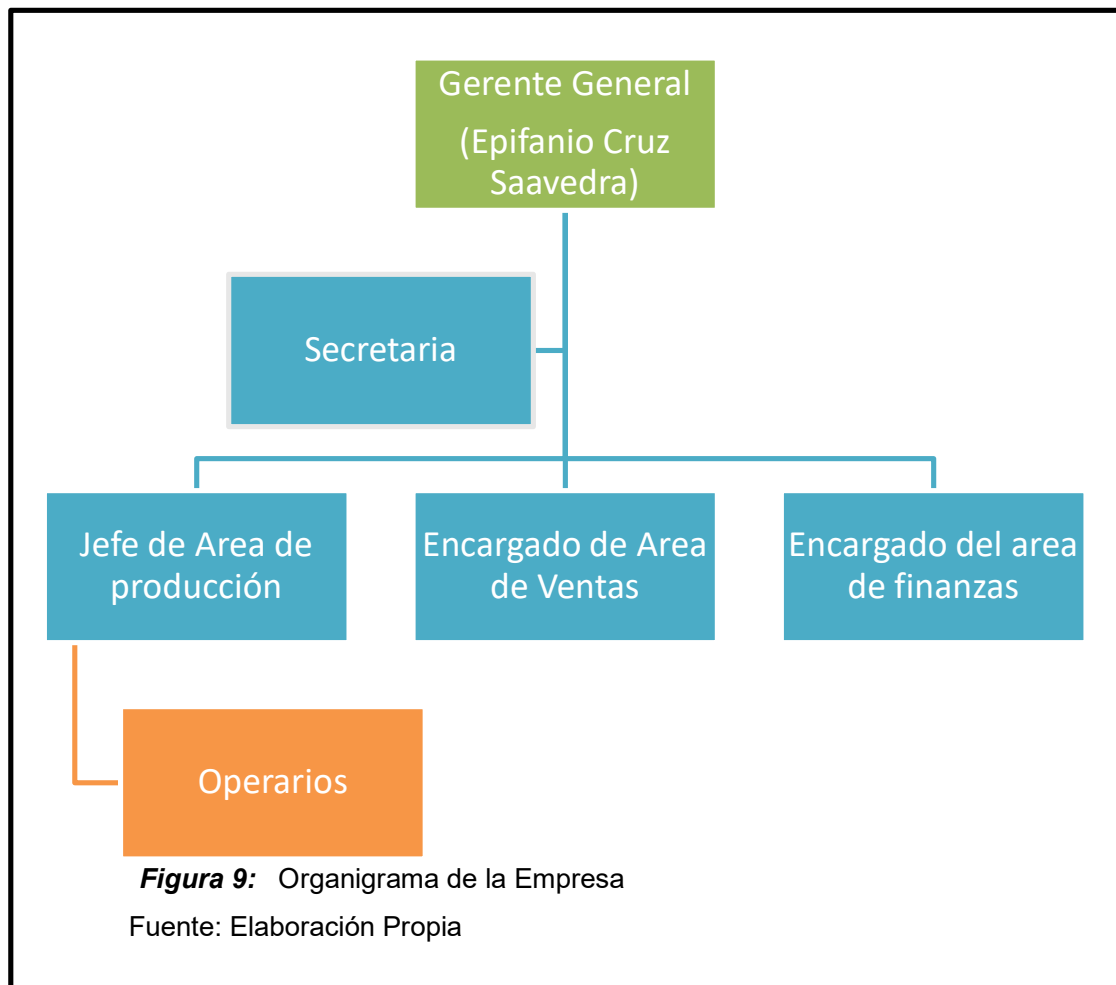 Gerente General
(Epifanio Cruz
Saavedra)
Secretaria
Jefe de Area de
producción
Encargado de Area
de Ventas
Encargado del area
de finanzas
Operarios
Figura 9: Organigrama de la Empresa
Fuente: Elaboración Propia